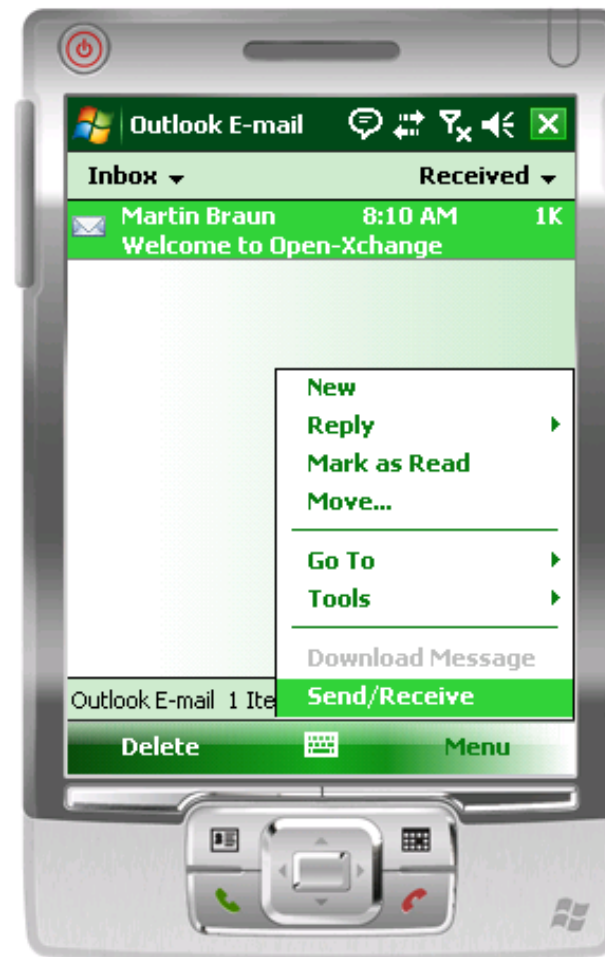 Outlook E-mail
Inbox Received
Martin Braun 8:10 AM 1K
Welcome to Open-Xchange
New
Reply
Mark as Read
Move...
Go To
Tools
Download Message
Send/Receive
Outlook E-mail 1 Ite
Delete Menu